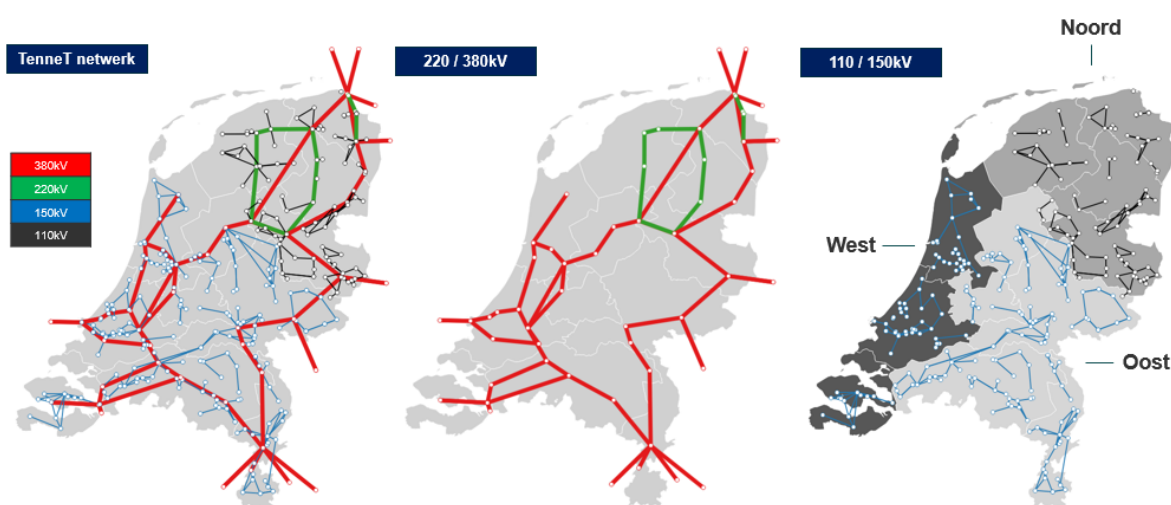 TenneT netwerk
380kV
220kV
150kV
110kV
220 / 380kV
110 / 150kV
Noord
West
Oost